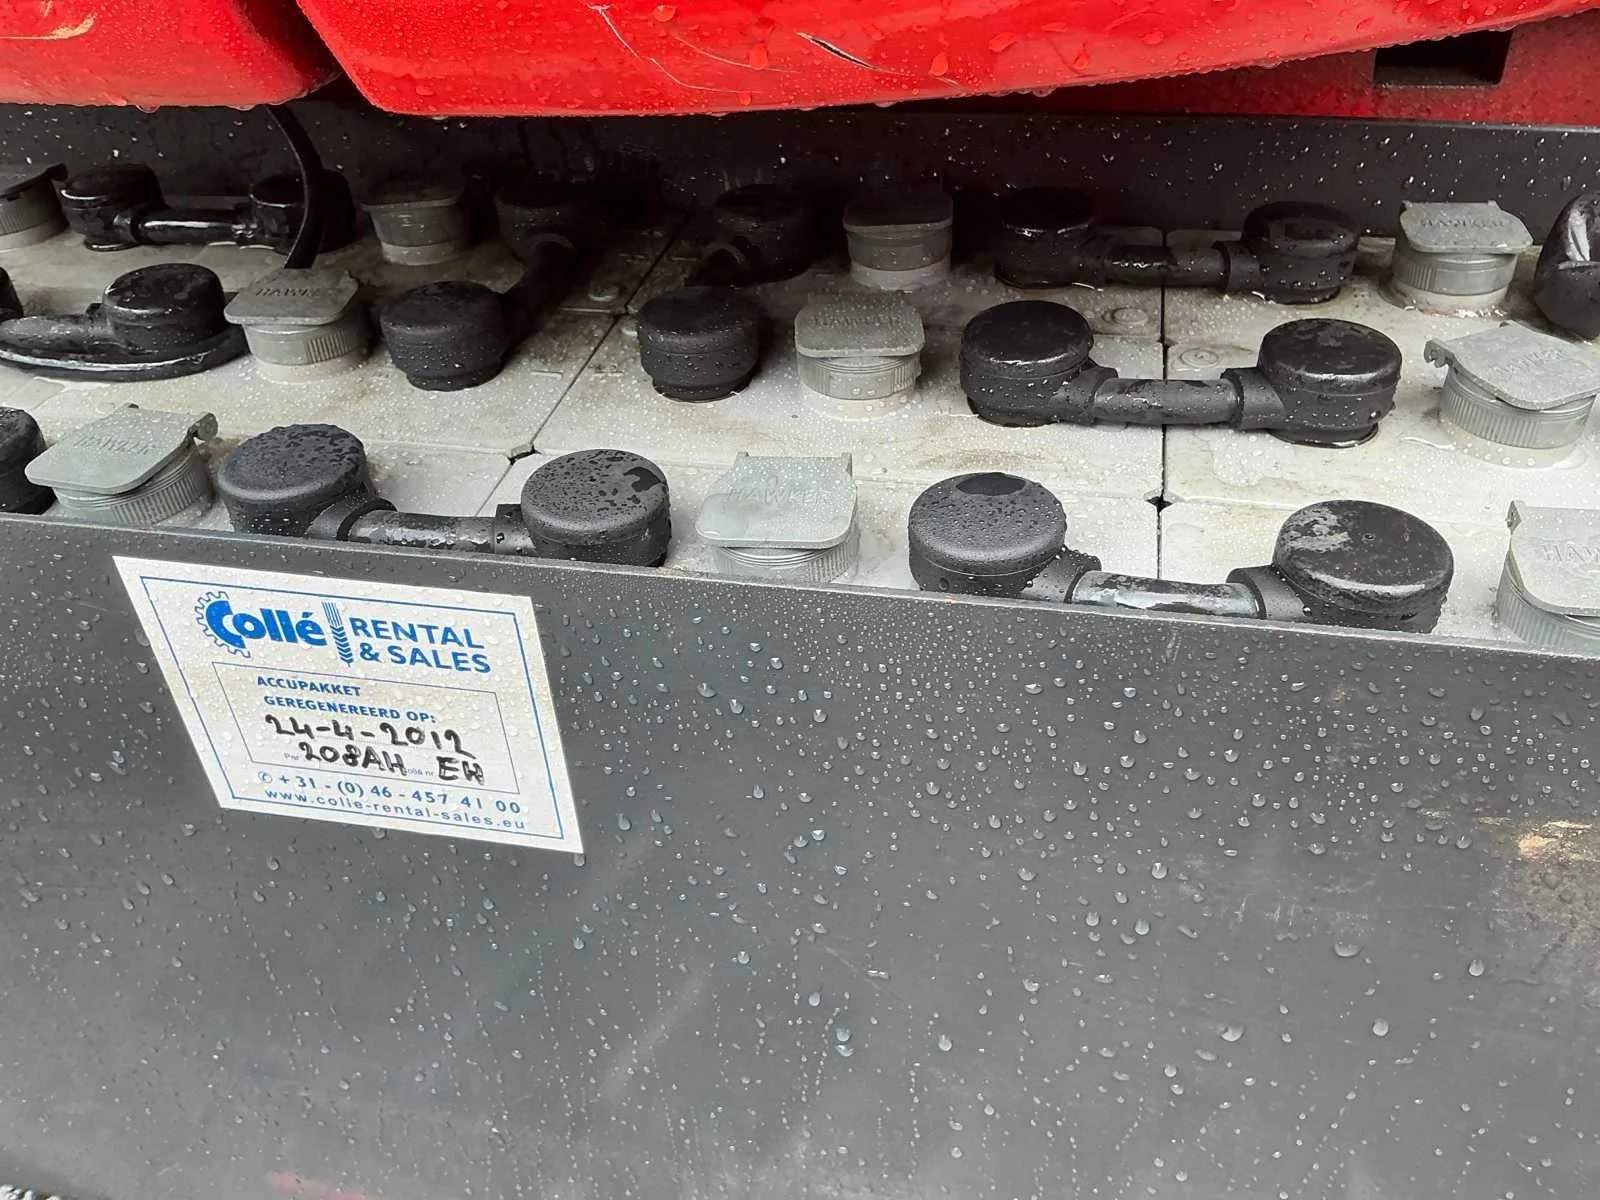 HAWKER
HAWKER
HAWKER
HAWKER
HAWKER
Collé RENTAL
& SALES
ACCUPAKKET
GEREGENEREERD OP:
24-4-2012
208AH
+31-(0)46-457 41 00
www.colle-rental-sales.eu